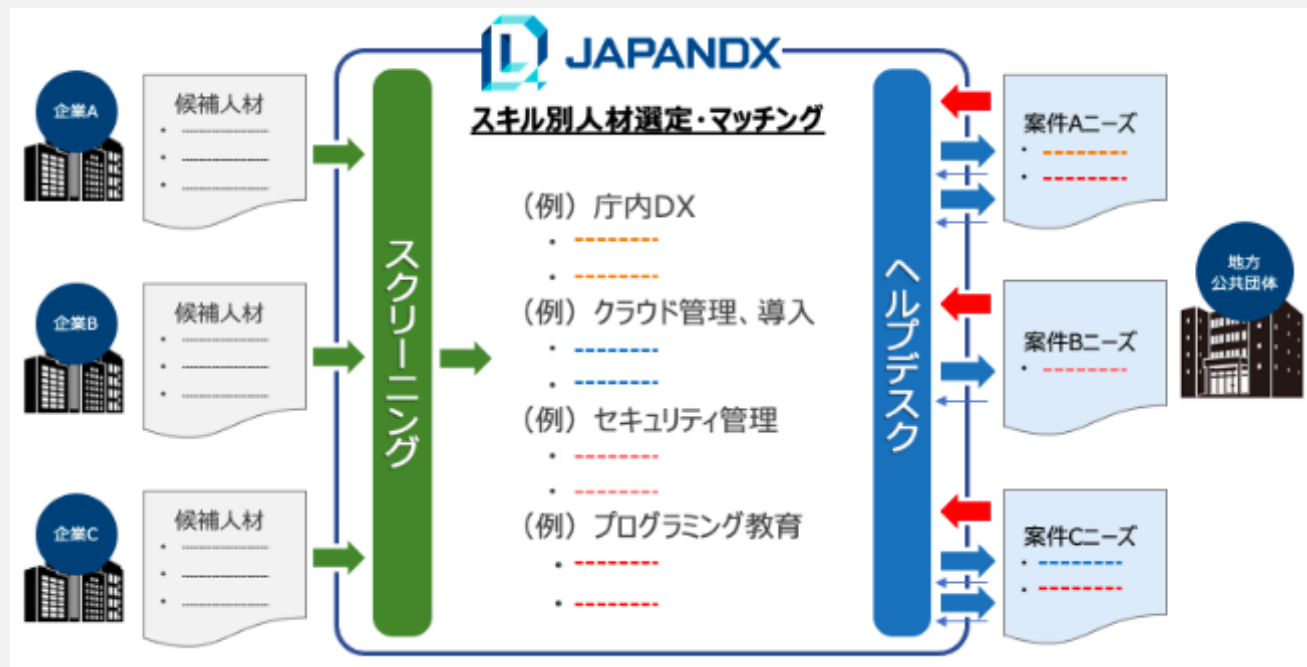 JAPANDX
スキル別人材選定・マッチング
企業A
候補人材
企業B
候補人材
企業C
候補人材
スクリーニング
（例）庁内DX
（例）クラウド管理、導入
（例）セキュリティ管理
（例）プログラミング教育
ヘルプデスク
案件Aニーズ
案件Bニーズ
案件Cニーズ
地方
公共団体